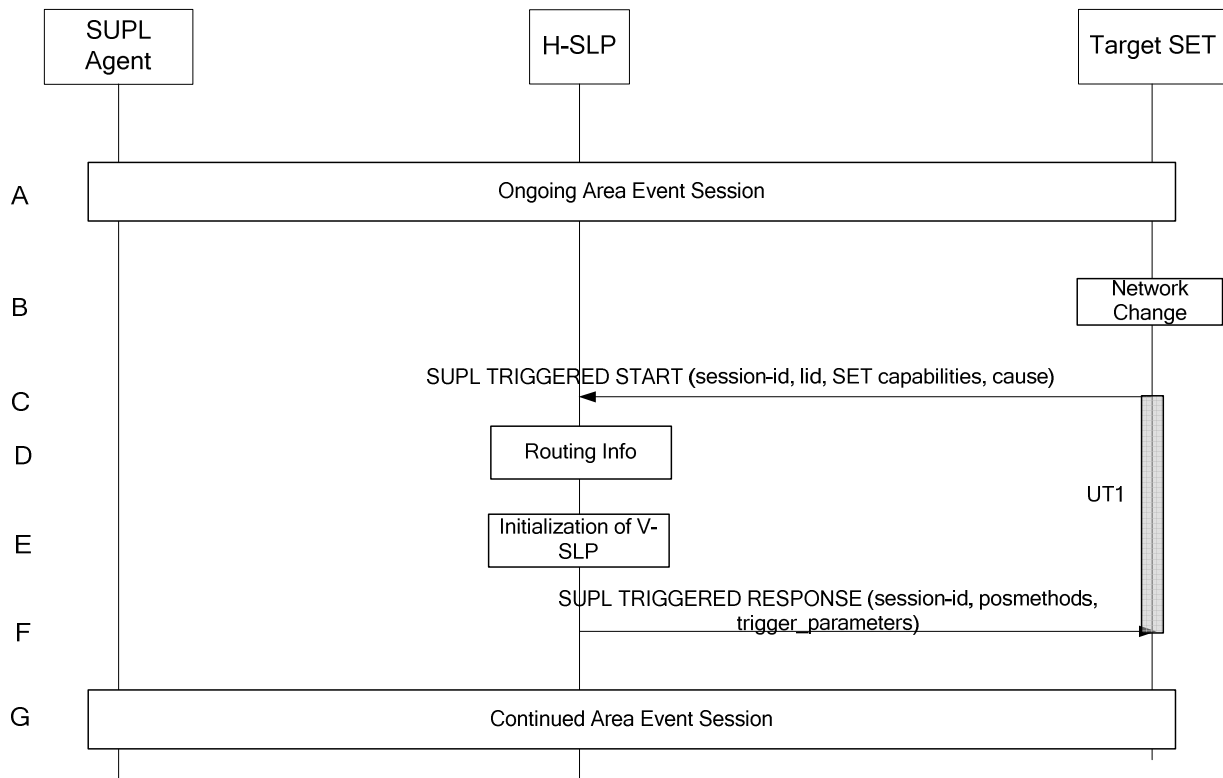 SUPL
Agent
H-SLP
Target SET
A
Ongoing Area Event Session
B
Network
Change
SUPL TRIGGERED START (session-id, lid, SET capabilities, cause)
C
D
Routing Info
UT1
E
Initialization of V-
SLP
SUPL TRIGGERED RESPONSE (session-id, posmethods,
trigger_parameters)
F
G
Continued Area Event Session